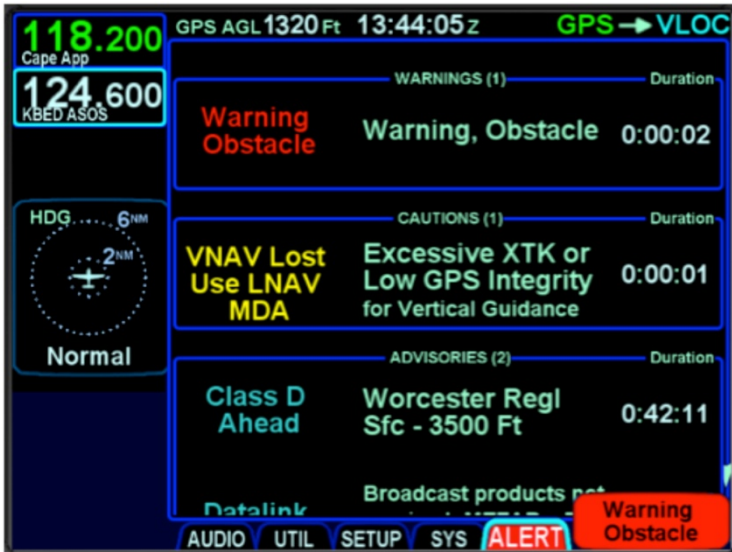 118.200
Cape App
GPS AGL 1320 Ft 13:44:05 Z GPS → VLOC
124.600
KBED ASOS
WARNINGS (1) Duration
Warning
Obstacle
Warning, Obstacle 0:00:02
HDG 6NM
2NM
Normal
CAUTIONS (1) Duration
VNAV Lost
Use LNAV
MDA
Excessive XTK or
Low GPS Integrity
for Vertical Guidance
0:00:01
ADVISORIES (2) Duration
Class D
Ahead
Worcester Regl
Sfc - 3500 Ft
0:42:11
Datalink
Broadcast products not
Warning
Obstacle
AUDIO UTIL SETUP SYS ALERT